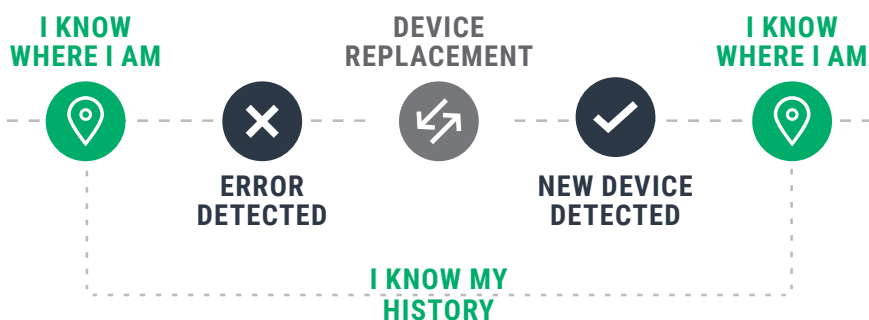 I KNOW
WHERE I AM
ERROR
DETECTED
DEVICE
REPLACEMENT
NEW DEVICE
DETECTED
I KNOW
WHERE I AM
I KNOW MY
HISTORY